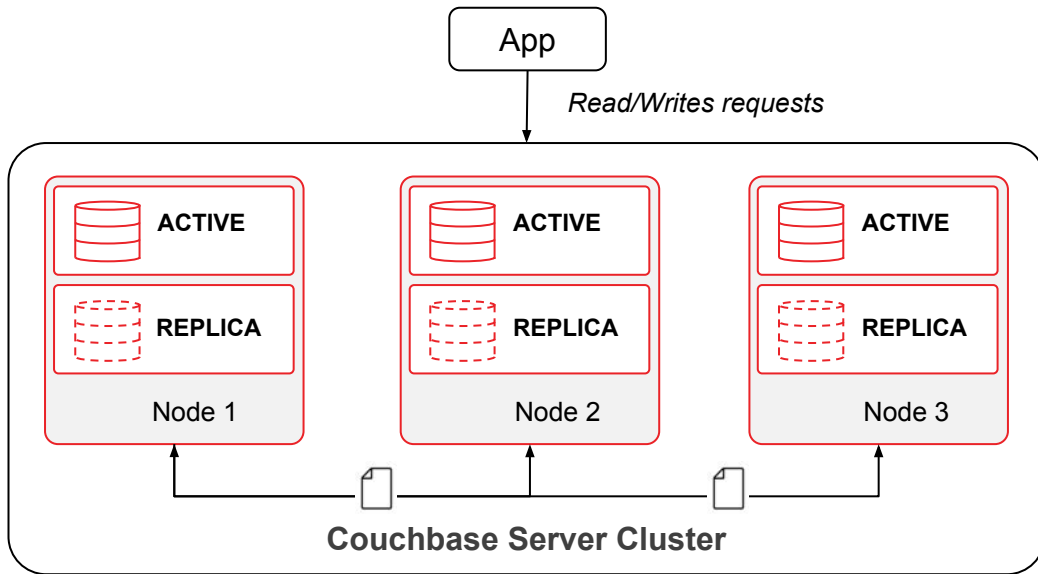 App
Read/Writes requests
ACTIVE
REPLICA
Node 1
ACTIVE
REPLICA
Node 2
ACTIVE
REPLICA
Node 3
Couchbase Server Cluster